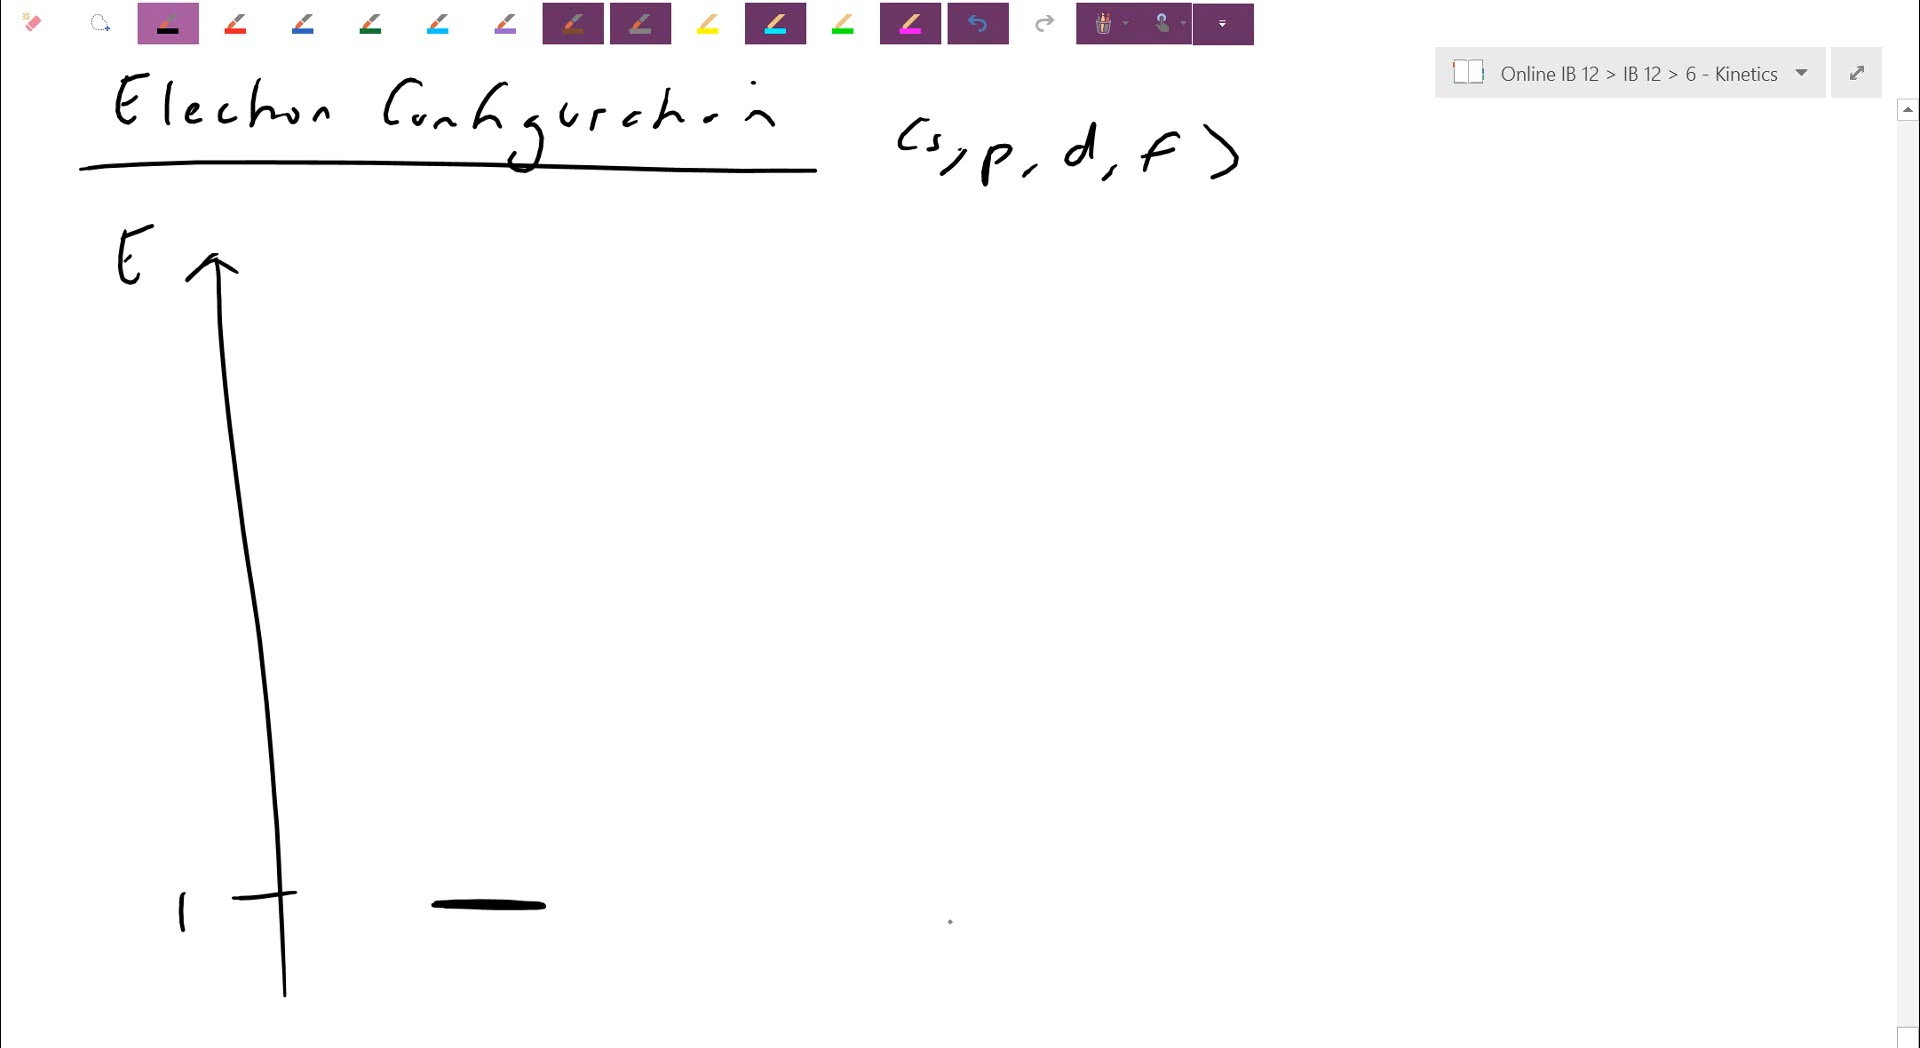 Online IB 12 > IB 12 > 6 - Kinetics
Electron Configuration (s, p, d, f)
E
1